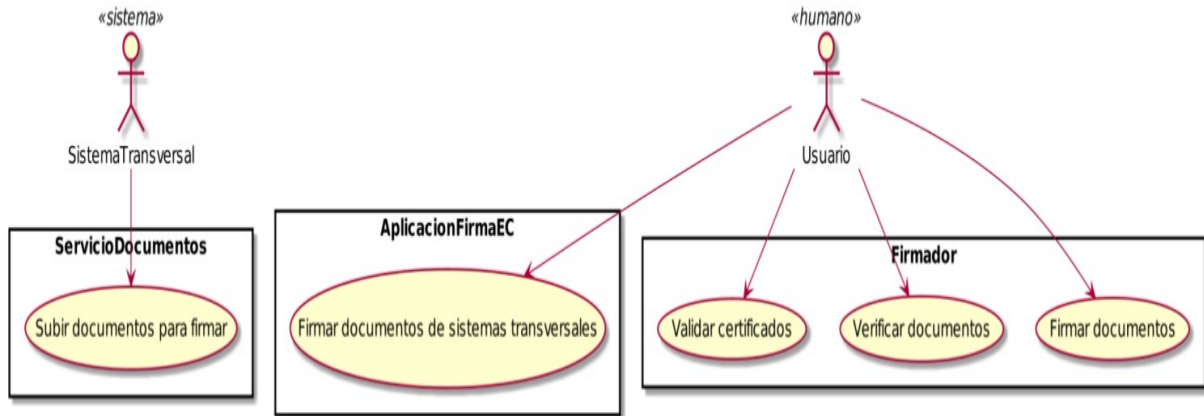 «sistema»
SistemaTransversal
«humano»
Usuario
ServicioDocumentos
Subir documentos para firmar
AplicacionFirmaEC
Firmar documentos de sistemas transversales
Firmador
Validar certificados
Verificar documentos
Firmar documentos